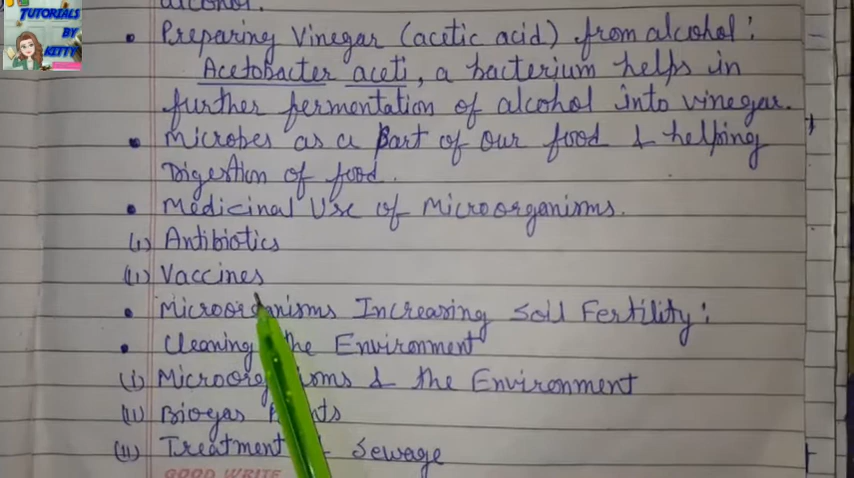 TUTORIALS
BY
KITTY
alcohol.
• Preparing Vinegar (acetic acid) from alcohol:
Acetobacter aceti, a bacterium helps in
further fermentation of alcohol into vinegar.
• Microbes as a Part of Our food & helping
Digestion of food.
• Medicinal Use of Microorganisms.
(i) Antibiotics
(ii) Vaccines
• Microorganisms Increasing Soil Fertility:
• Cleaning the Environment
(i) Microorganisms & the Environment
(ii) Biogas Plants
(iii) Treatment of Sewage
GOOD WRITE